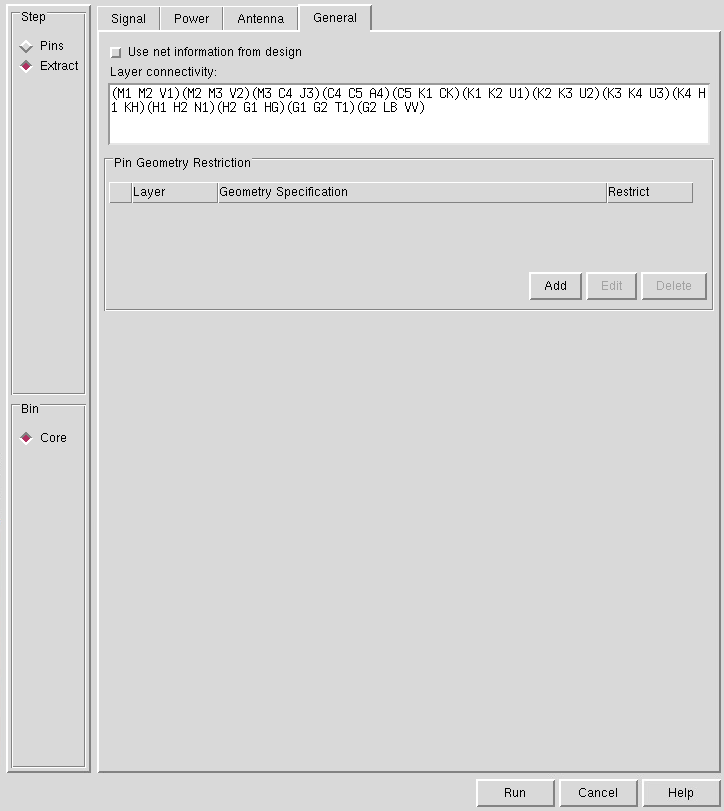 Step
Pins
Extract
Bin
Core
Signal Power Antenna General
Use net information from design
Layer connectivity:
(M1 M2 V1)(M2 M3 V2)(M3 C4 J3)(C4 C5 A4)(C5 K1 CK)(K1 K2 U1)(K2 K3 U2)(K3 K4 U3)(K4 H
1 KH)(H1 H2 N1)(H2 G1 HG)(G1 G2 T1)(G2 LB VV)
Pin Geometry Restriction
Layer Geometry Specification Restrict
Add Edit Delete
Run Cancel Help